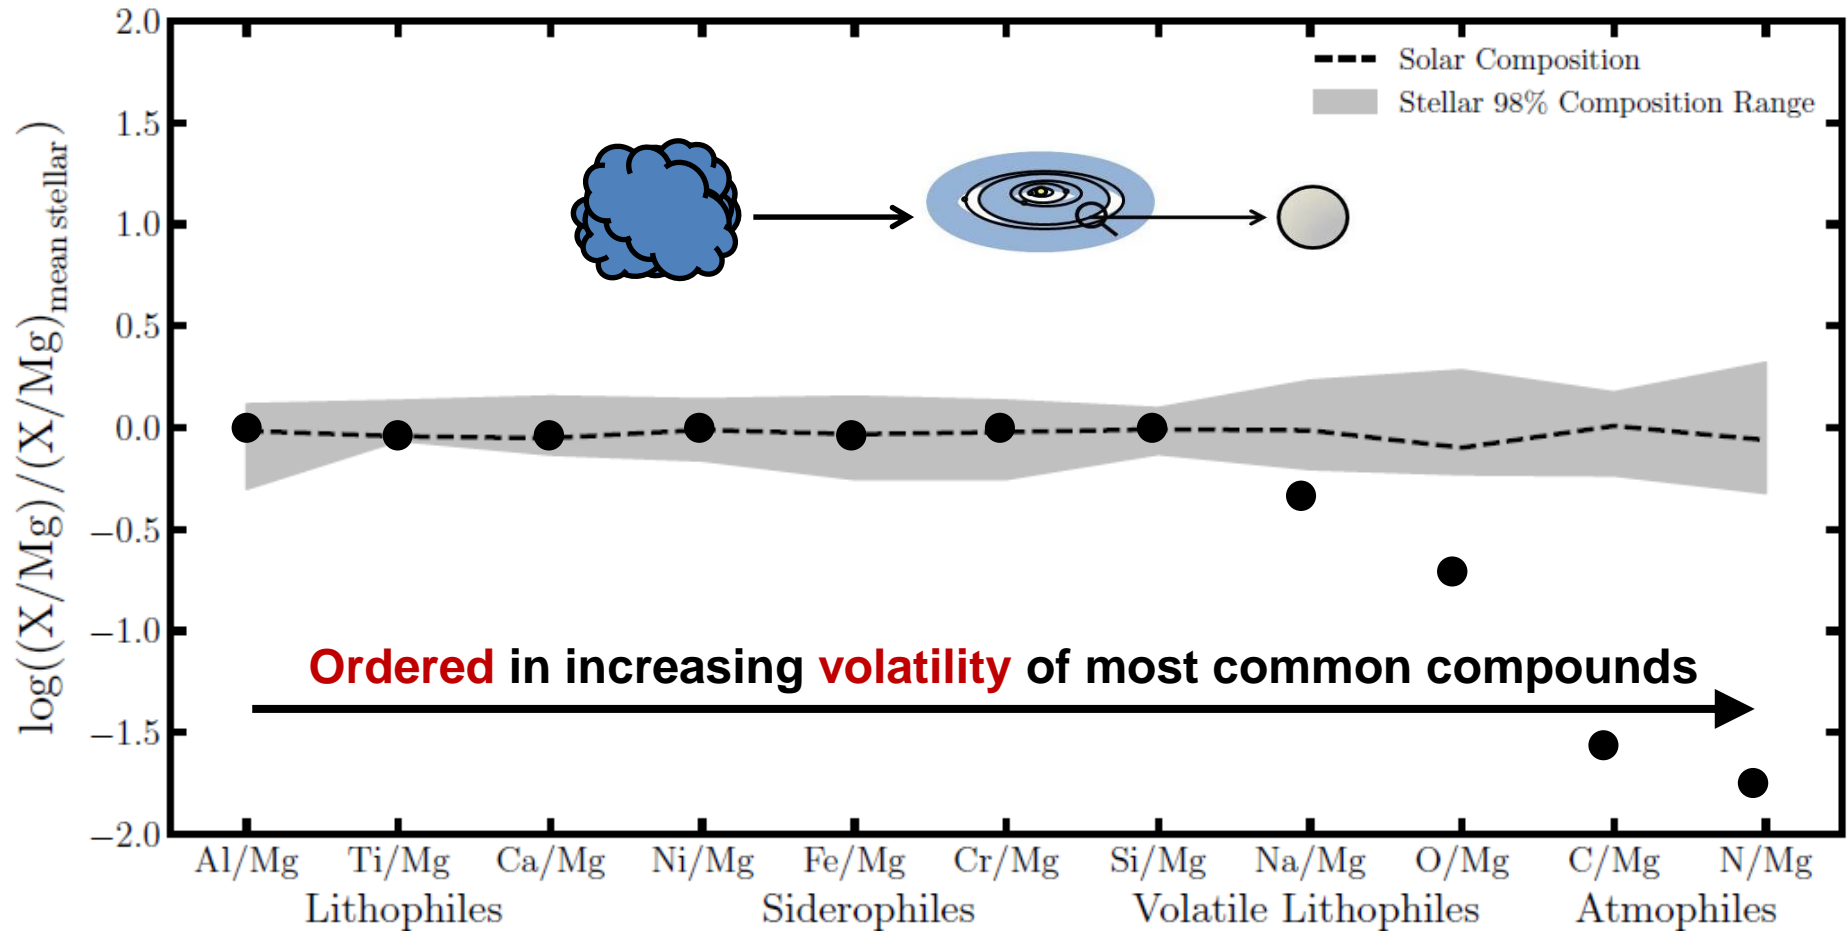 log((X/Mg)/(X/Mg)mean stellar)
2.0
1.5
1.0
0.5
0.0
−0.5
−1.0
−1.5
−2.0
Solar Composition
Stellar 98% Composition Range
Ordered in increasing volatility of most common compounds
Al/Mg Ti/Mg Ca/Mg Ni/Mg Fe/Mg Cr/Mg Si/Mg Na/Mg O/Mg C/Mg N/Mg
Lithophiles Siderophiles Volatile Lithophiles Atmophiles